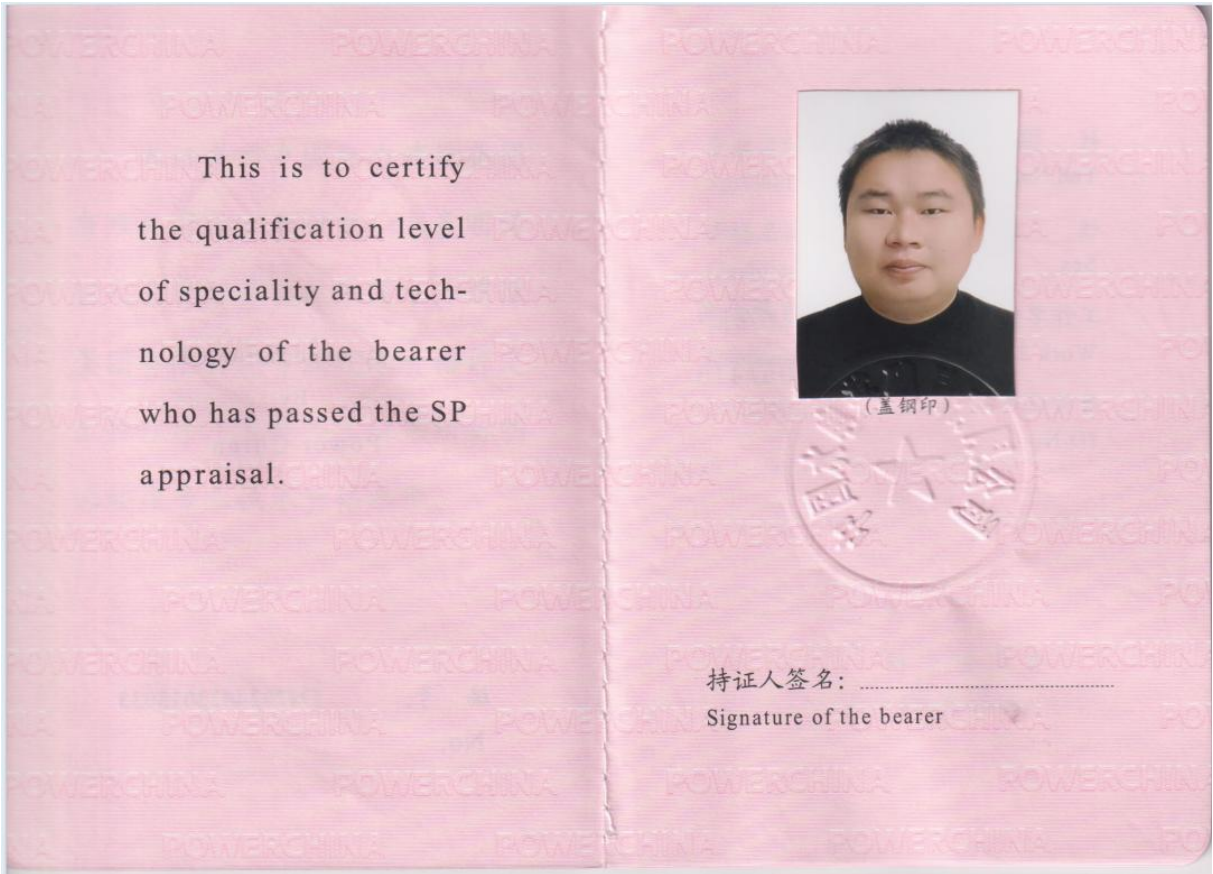 This is to certify
the qualification level
of speciality and tech-
nology of the bearer
who has passed the SP
appraisal.
(盖钢印)
持证人签名:
Signature of the bearer
POWERCHINA